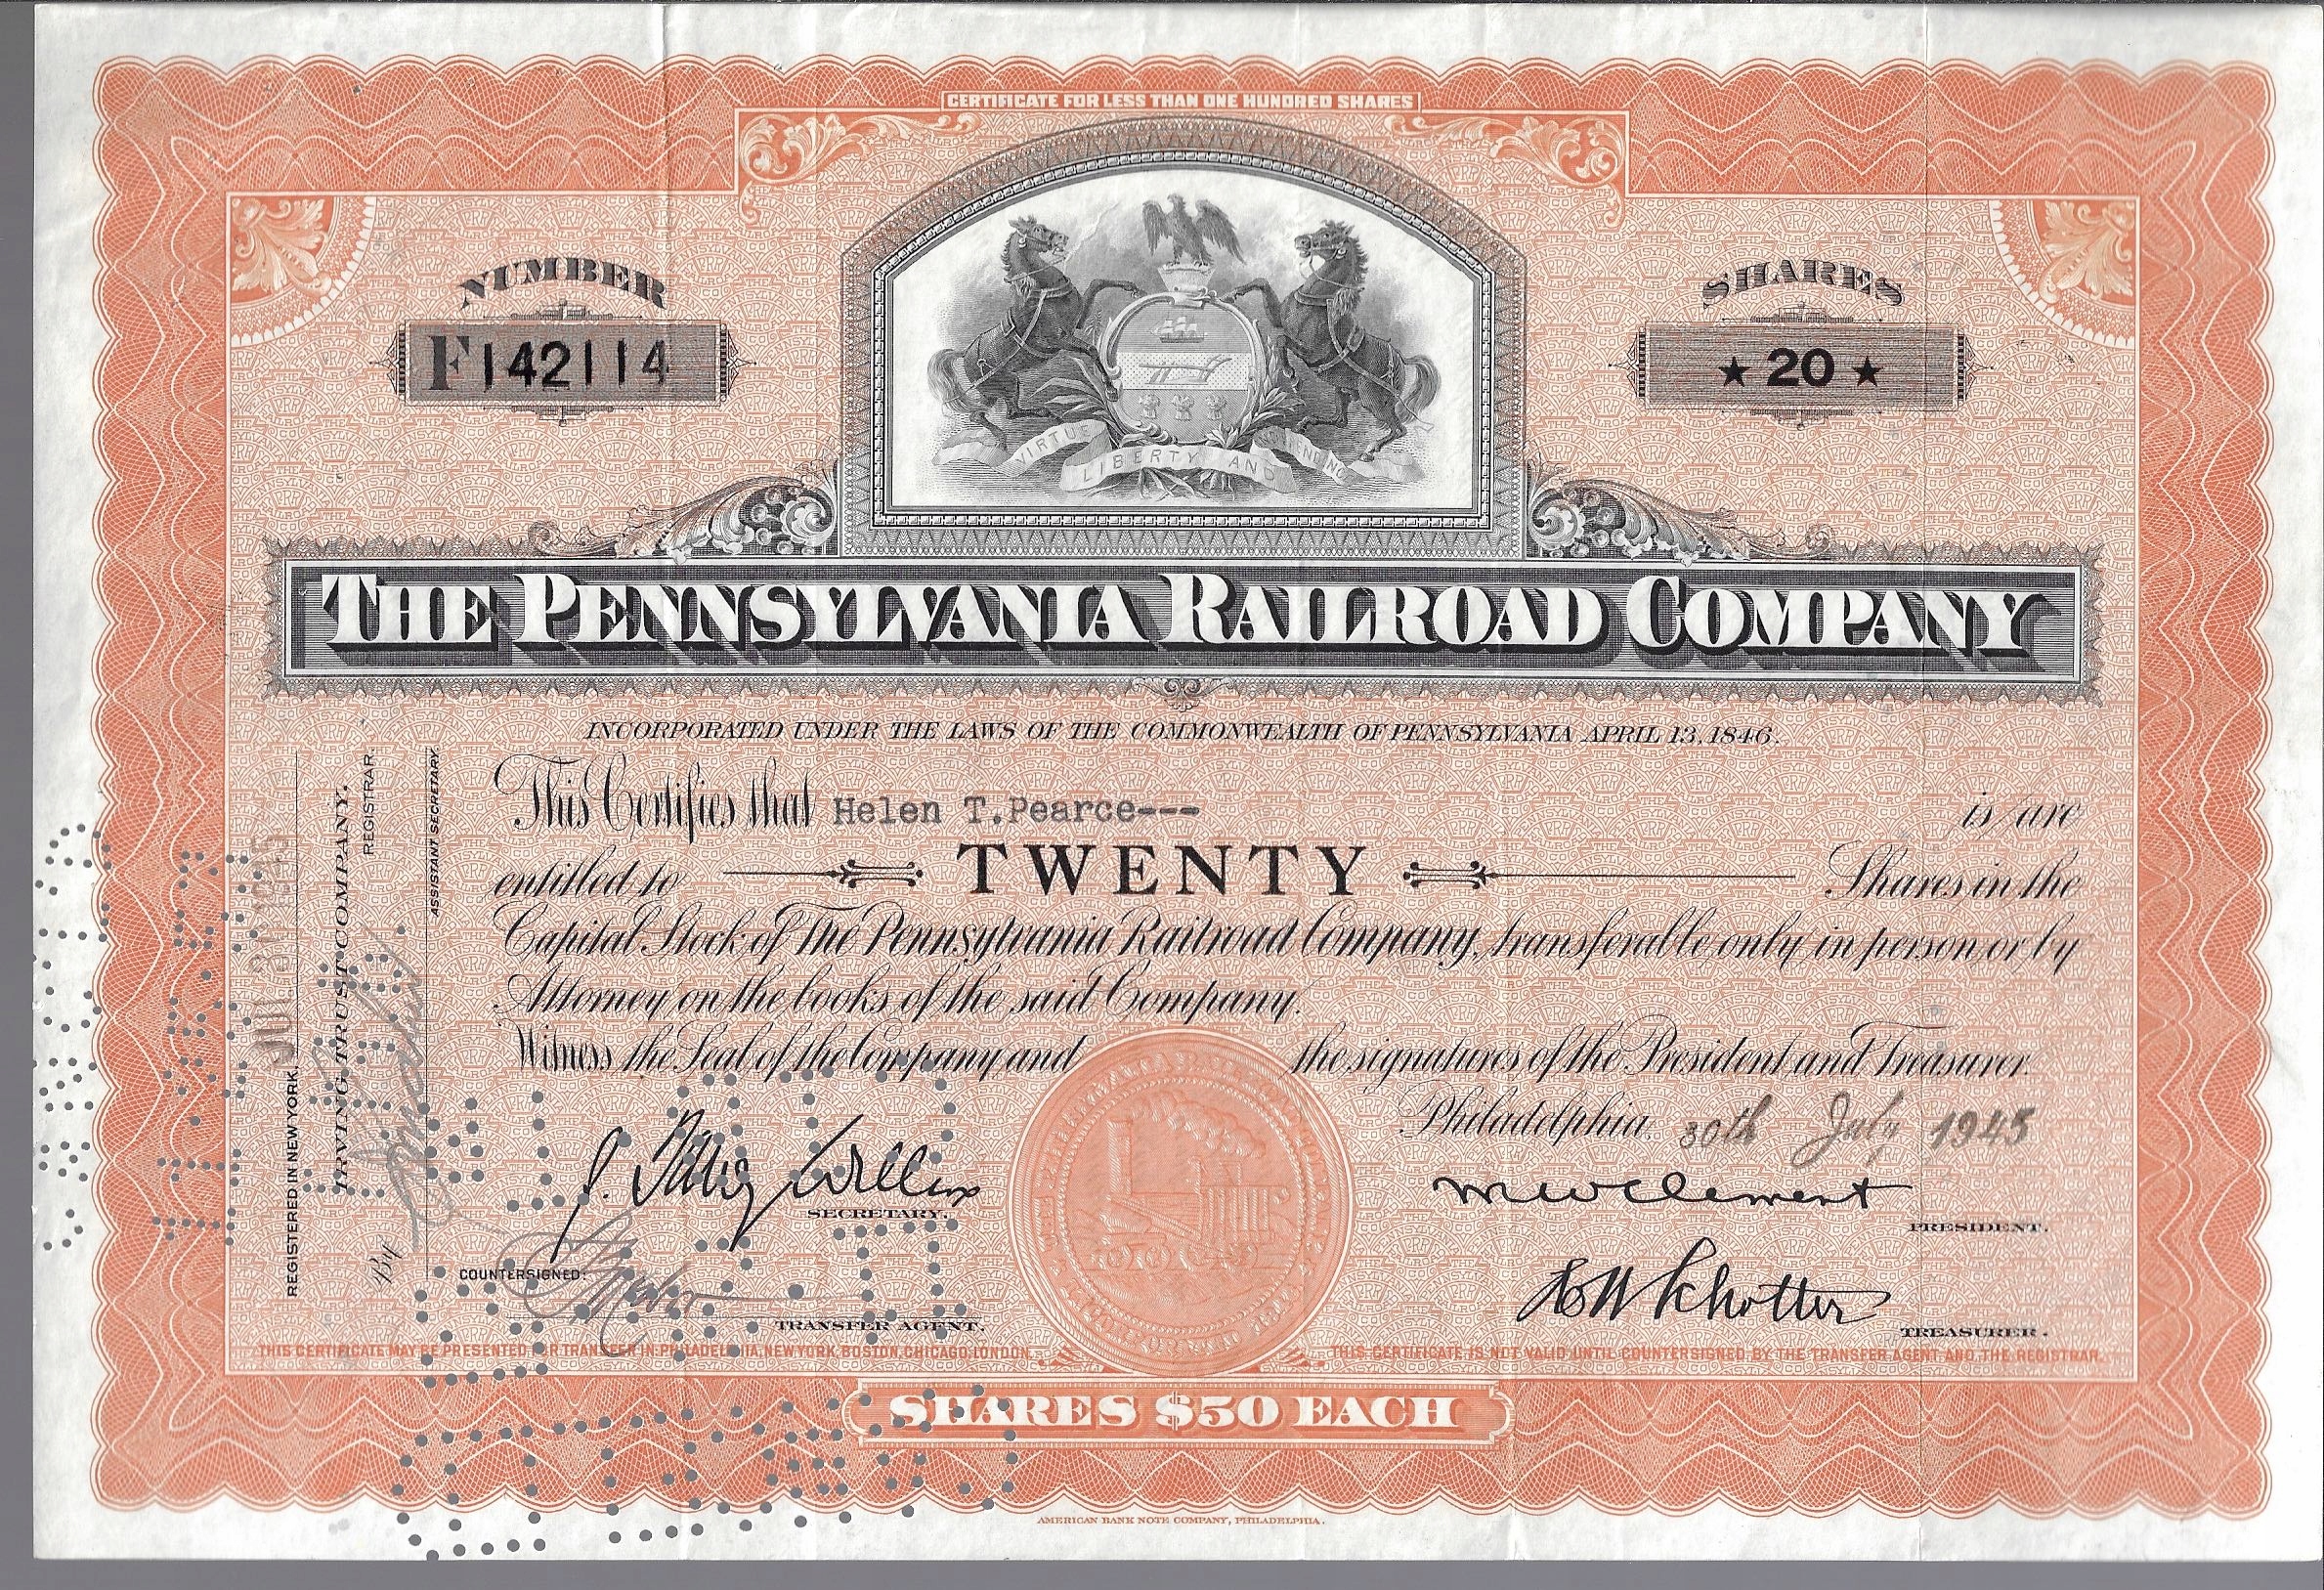 CERTIFICATE FOR LESS THAN ONE HUNDRED SHARES
NUMBER
F142114
SHARES
★ 20 ★
VIRTUE LIBERTY AND
THE PENNSYLVANIA RAILROAD COMPANY
INCORPORATED UNDER THE LAWS OF THE COMMONWEALTH OF PENNSYLVANIA APRIL 13, 1846.
This Certifies that Helen T. Pearce--- is/are
entitled to TWENTY Shares in the
Capital Stock of The Pennsylvania Railroad Company, transferable only in person or by
Attorney on the books of the said Company.
Witness the Seal of the Company and the signatures of the President and Treasurer.
Philadelphia, 30th July 1945
M W Clement
PRESIDENT.
SECRETARY.
COUNTERSIGNED:
TRANSFER AGENT.
TREASURER.
REGISTERED IN NEW YORK.
IRVING TRUST COMPANY,
REGISTRAR.
By
ASSISTANT SECRETARY.
THIS CERTIFICATE MAY BE PRESENTED FOR TRANSFER IN PHILADELPHIA, NEW YORK, BOSTON, CHICAGO, LONDON.
THIS CERTIFICATE IS NOT VALID UNTIL COUNTERSIGNED BY THE TRANSFER AGENT AND THE REGISTRAR.
SHARES $50 EACH
AMERICAN BANK NOTE COMPANY, PHILADELPHIA.